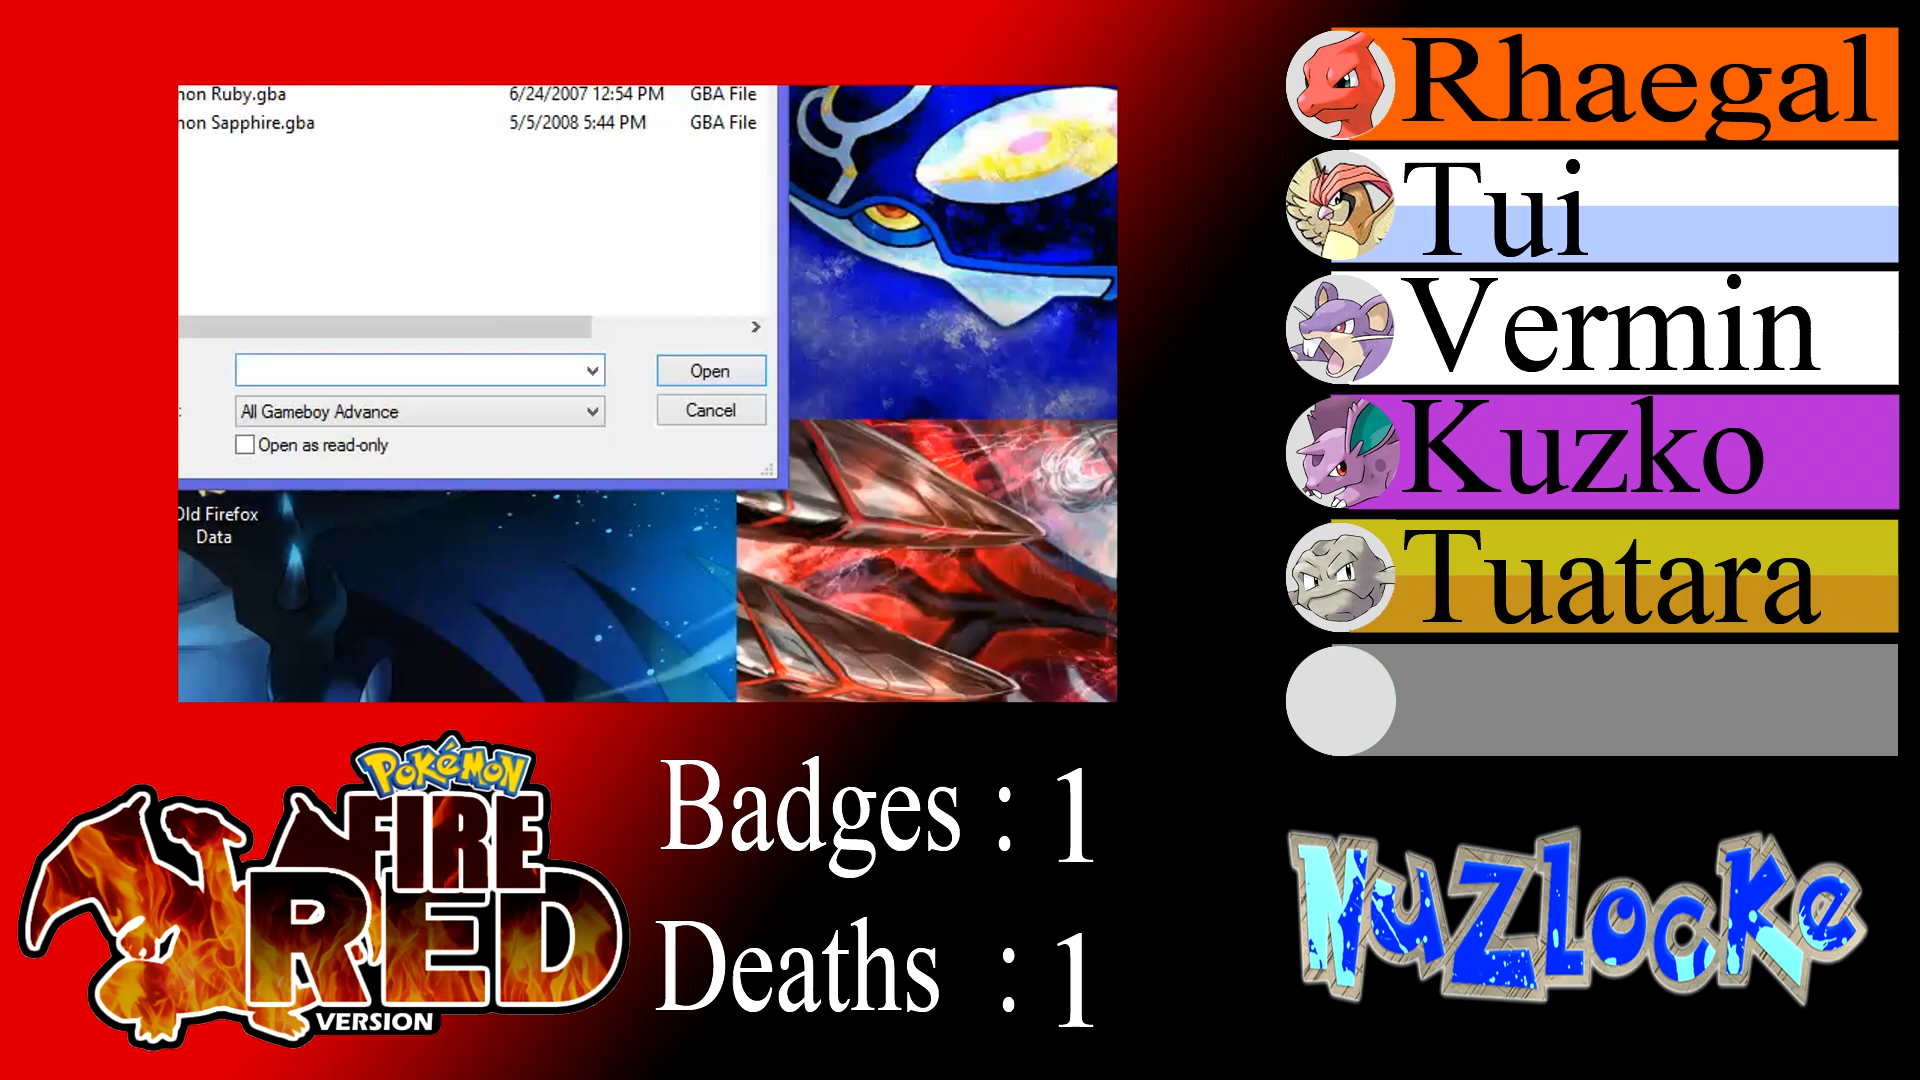 non Ruby.gba 6/24/2007 12:54 PM GBA File
non Sapphire.gba 5/5/2008 5:44 PM GBA File
Open
All Gameboy Advance
Cancel
Open as read-only
Old Firefox
Data
Rhaegal
Tui
Vermin
Kuzko
Tuatara
POKéMON
FIRE
RED
VERSION
Badges : 1
Deaths : 1
NUZLOCKe